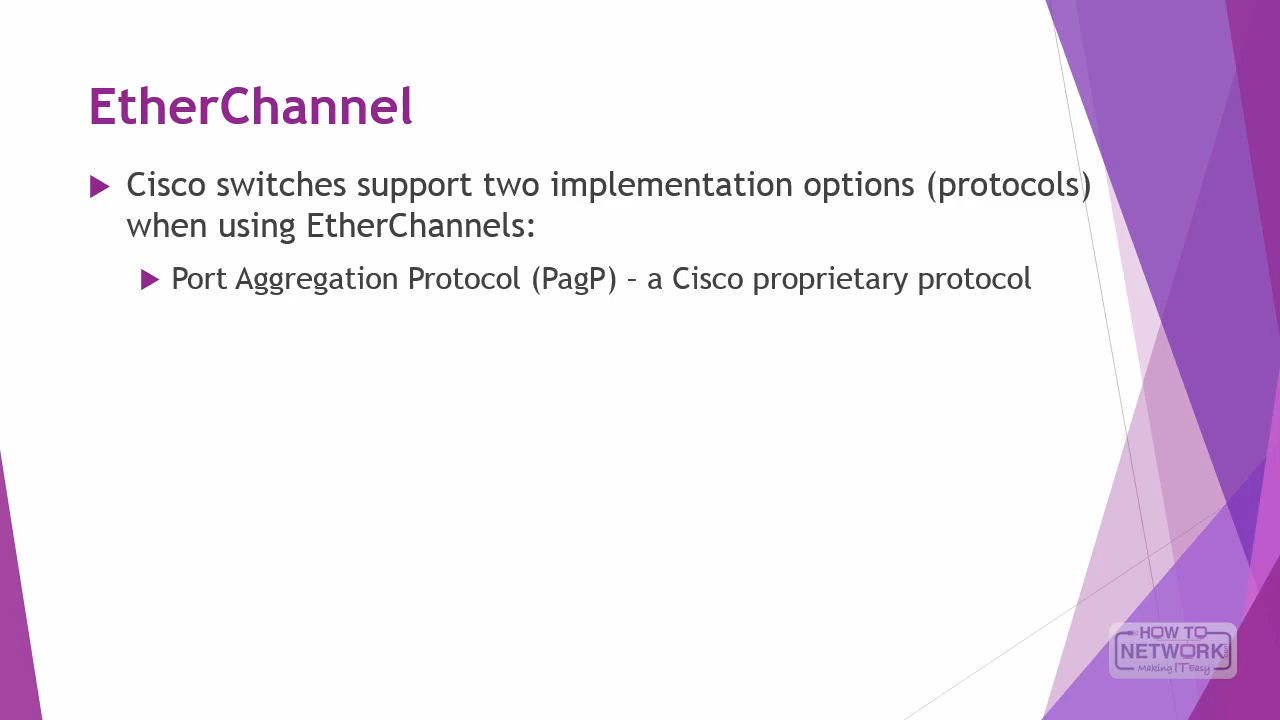 EtherChannel
Cisco switches support two implementation options (protocols)
when using EtherChannels:
Port Aggregation Protocol (PagP) – a Cisco proprietary protocol
HOW TO
NETWORK
Making IT Easy